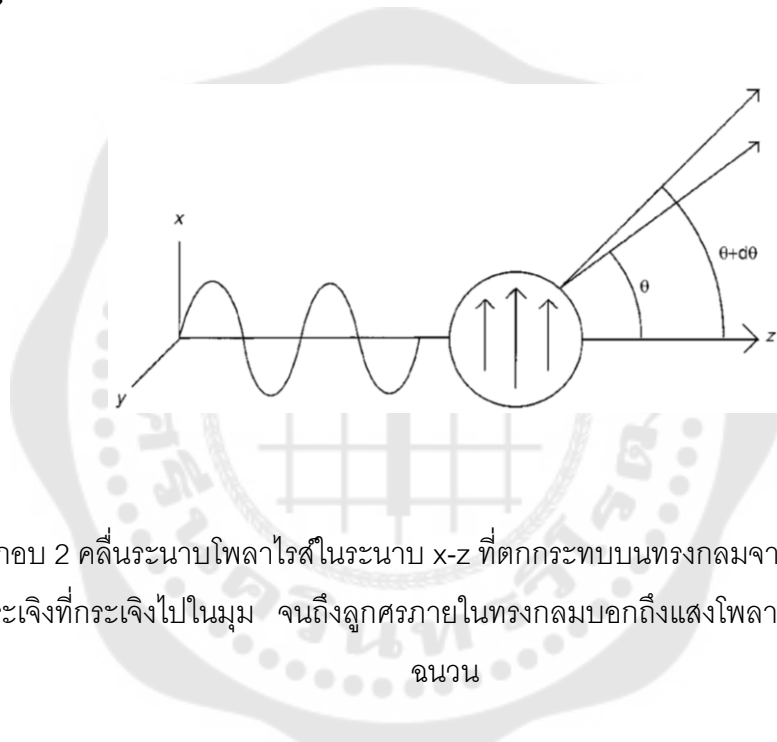 x
θ+dθ
θ
z
y
กอบ 2 คลื่นระนาบโพลาไรส์ในระนาบ x-z ที่ตกกระทบบนทรงกลมจา
ระเจิงที่กระเจิงไปในมุม จนถึงลูกศรภายในทรงกลมบอกถึงแสงโพลา
ฉนวน